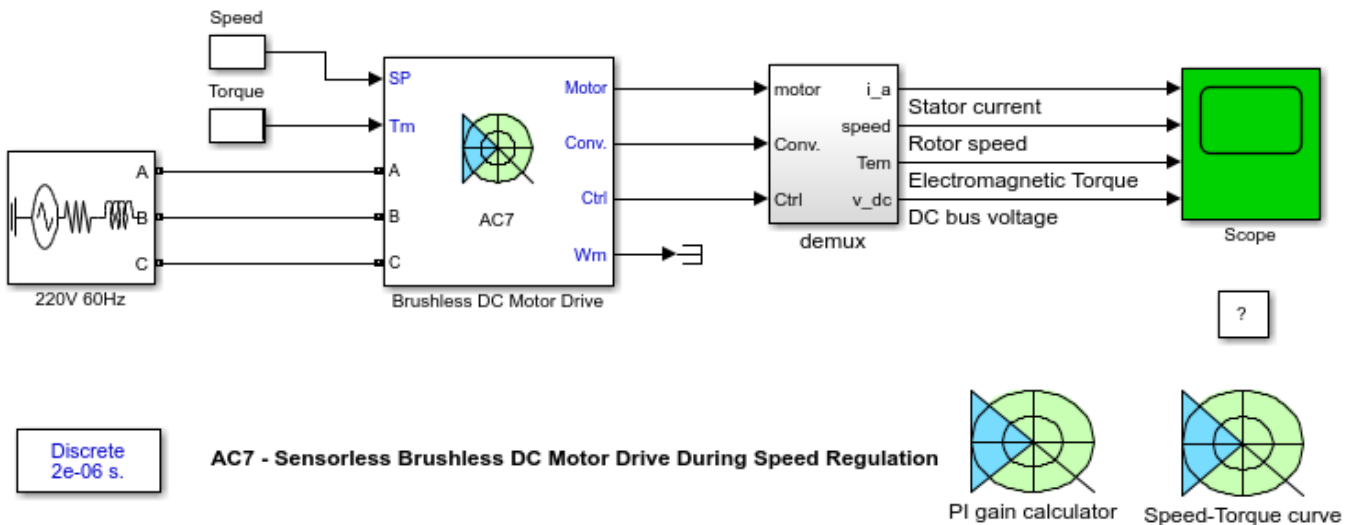 Speed
SP
Torque
Tm
A
B
C
220V 60Hz
A
B
C
AC7
Motor
Conv.
Ctrl
Wm
Brushless DC Motor Drive
motor
Conv.
Ctrl
i_a
speed
Tem
v_dc
demux
Stator current
Rotor speed
Electromagnetic Torque
DC bus voltage
Scope
?
Discrete
2e-06 s.
AC7 - Sensorless Brushless DC Motor Drive During Speed Regulation
PI gain calculator
Speed-Torque curve